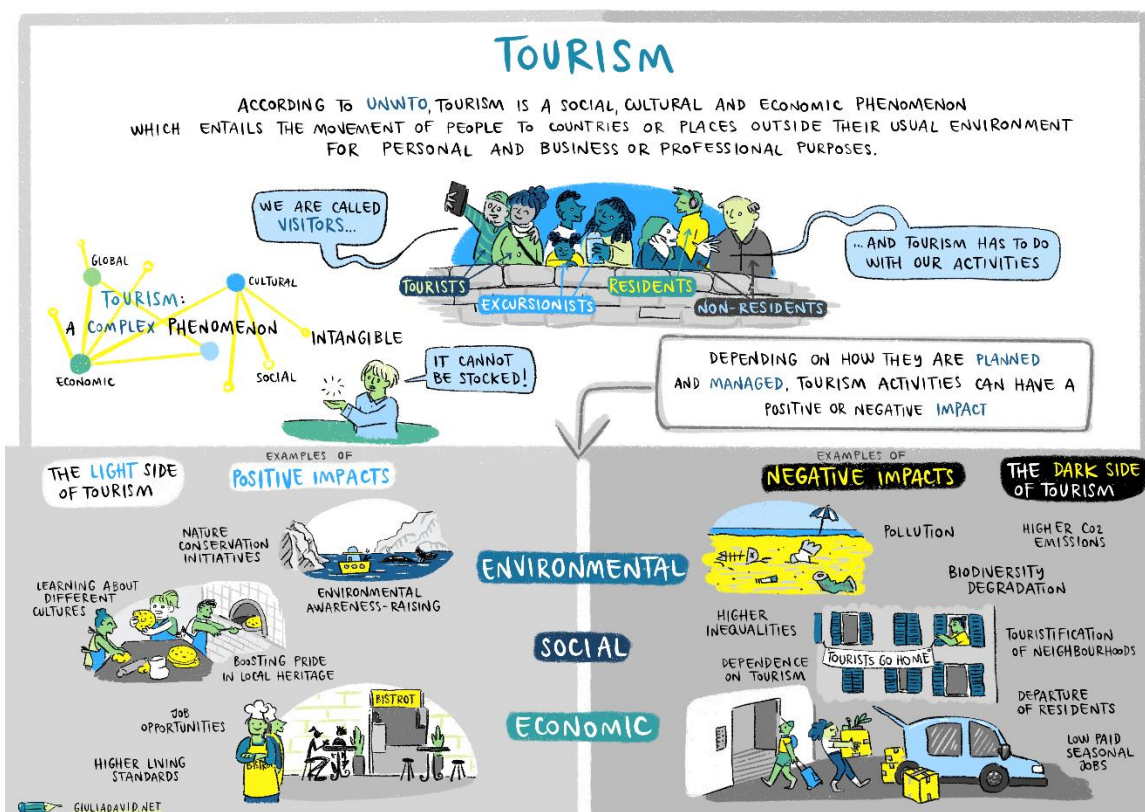 TOURISM
ACCORDING TO UNWTO, TOURISM IS A SOCIAL, CULTURAL AND ECONOMIC PHENOMENON
WHICH ENTAILS THE MOVEMENT OF PEOPLE TO COUNTRIES OR PLACES OUTSIDE THEIR USUAL ENVIRONMENT
FOR PERSONAL AND BUSINESS OR PROFESSIONAL PURPOSES.
WE ARE CALLED
VISITORS...
...AND TOURISM HAS TO DO
WITH OUR ACTIVITIES
TOURISTS
EXCURSIONISTS
RESIDENTS
NON-RESIDENTS
GLOBAL
CULTURAL
TOURISM:
A COMPLEX PHENOMENON
INTANGIBLE
ECONOMIC
SOCIAL
IT CANNOT
BE STOCKED!
DEPENDING ON HOW THEY ARE PLANNED
AND MANAGED, TOURISM ACTIVITIES CAN HAVE A
POSITIVE OR NEGATIVE IMPACT
THE LIGHT SIDE
OF TOURISM
EXAMPLES OF
POSITIVE IMPACTS
EXAMPLES OF
NEGATIVE IMPACTS
THE DARK SIDE
OF TOURISM
ENVIRONMENTAL
NATURE
CONSERVATION
INITIATIVES
ENVIRONMENTAL
AWARENESS-RAISING
POLLUTION
HIGHER CO2
EMISSIONS
BIODIVERSITY
DEGRADATION
SOCIAL
LEARNING ABOUT
DIFFERENT
CULTURES
BOOSTING PRIDE
IN LOCAL HERITAGE
HIGHER
INEQUALITIES
DEPENDENCE
ON TOURISM
TOURISTS GO HOME
TOURISTIFICATION
OF NEIGHBOURHOODS
DEPARTURE
OF RESIDENTS
ECONOMIC
JOB
OPPORTUNITIES
HIGHER LIVING
STANDARDS
BISTROT
BISTROT
LOW PAID
SEASONAL
JOBS
GIULIADAVID.NET